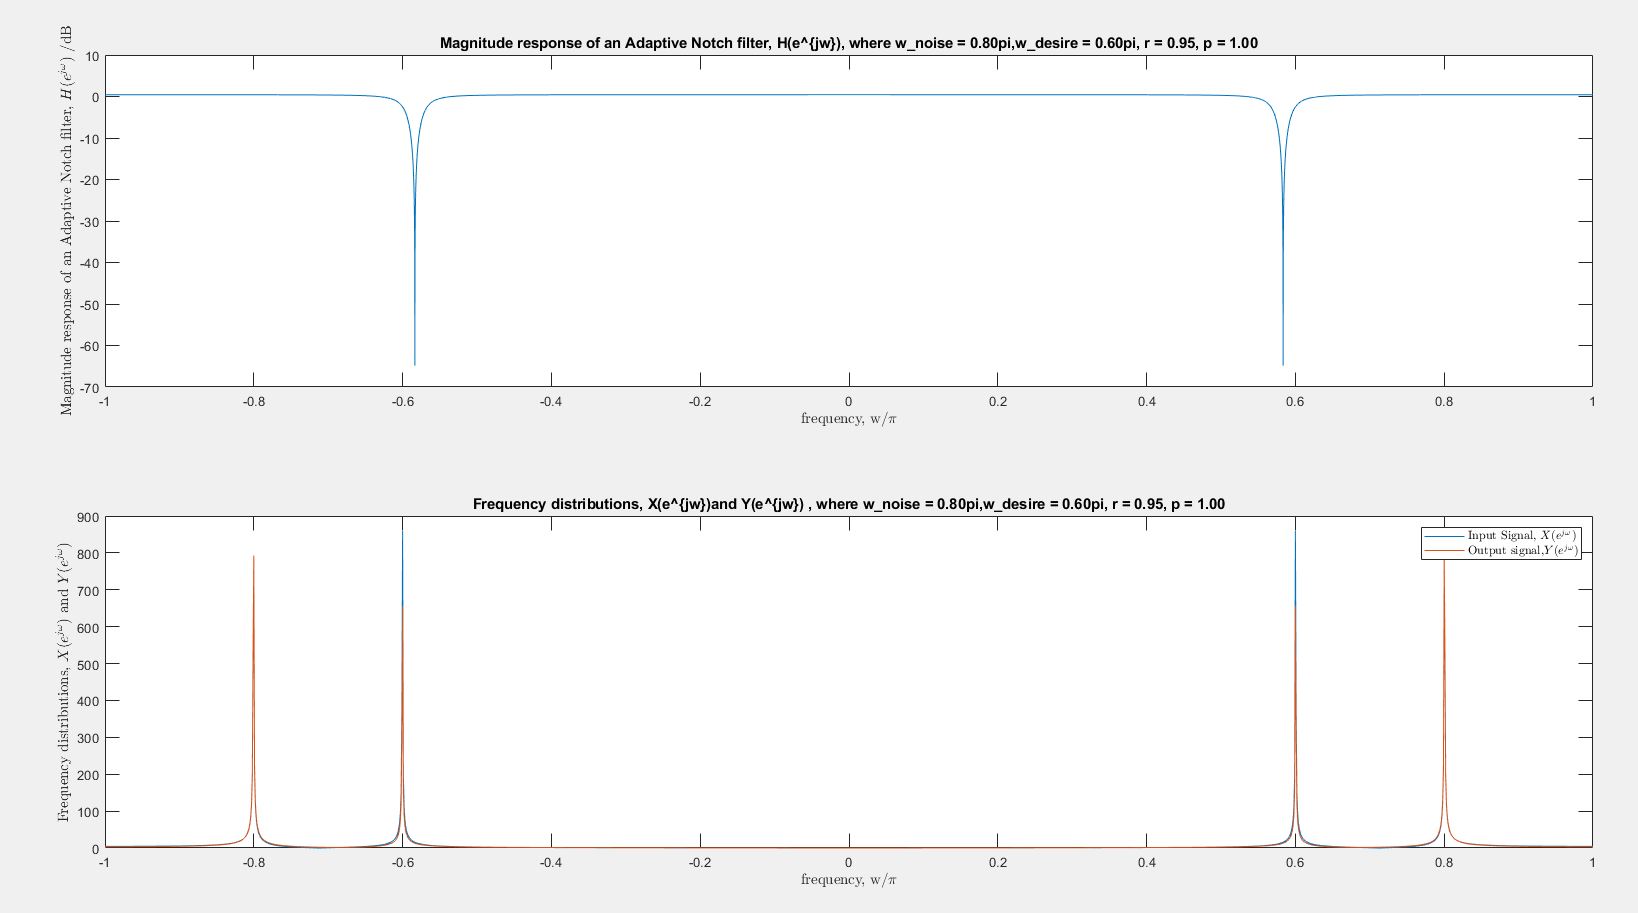 Magnitude response of an Adaptive Notch filter, H(e^{jw}), where w_noise = 0.80pi,w_desire = 0.60pi, r = 0.95, p = 1.00
Magnitude response of an Adaptive Notch filter, H(e^{jω}) /dB
10
0
-10
-20
-30
-40
-50
-60
-70
-1 -0.8 -0.6 -0.4 -0.2 0 0.2 0.4 0.6 0.8 1
frequency, w/π
Frequency distributions, X(e^{jw})and Y(e^{jw}) , where w_noise = 0.80pi,w_desire = 0.60pi, r = 0.95, p = 1.00
Frequency distributions, X(e^{jω}) and Y(e^{jω})
900
800
700
600
500
400
300
200
100
0
Input Signal, X(e^{jω})
Output signal,Y(e^{jω})
-1 -0.8 -0.6 -0.4 -0.2 0 0.2 0.4 0.6 0.8 1
frequency, w/π